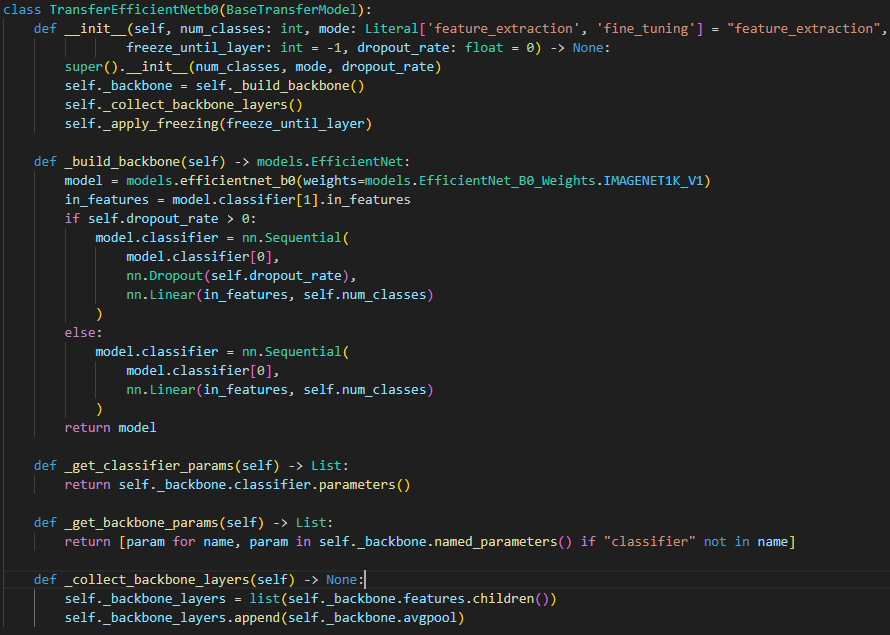 class TransferEfficientNetb0(BaseTransferModel):
    def __init__(self, num_classes: int, mode: Literal['feature_extraction', 'fine_tuning'] = "feature_extraction",
                freeze_until_layer: int = -1, dropout_rate: float = 0) -> None:
        super().__init__(num_classes, mode, dropout_rate)
        self._backbone = self._build_backbone()
        self._collect_backbone_layers()
        self._apply_freezing(freeze_until_layer)

    def _build_backbone(self) -> models.EfficientNet:
        model = models.efficientnet_b0(weights=models.EfficientNet_B0_Weights.IMAGENET1K_V1)
        in_features = model.classifier[1].in_features
        if self.dropout_rate > 0:
            model.classifier = nn.Sequential(
                model.classifier[0],
                nn.Dropout(self.dropout_rate),
                nn.Linear(in_features, self.num_classes)
            )
        else:
            model.classifier = nn.Sequential(
                model.classifier[0],
                nn.Linear(in_features, self.num_classes)
            )
        return model

    def _get_classifier_params(self) -> List:
        return self._backbone.classifier.parameters()

    def _get_backbone_params(self) -> List:
        return [param for name, param in self._backbone.named_parameters() if "classifier" not in name]

    def _collect_backbone_layers(self) -> None:
        self._backbone_layers = list(self._backbone.features.children())
        self._backbone_layers.append(self._backbone.avgpool)